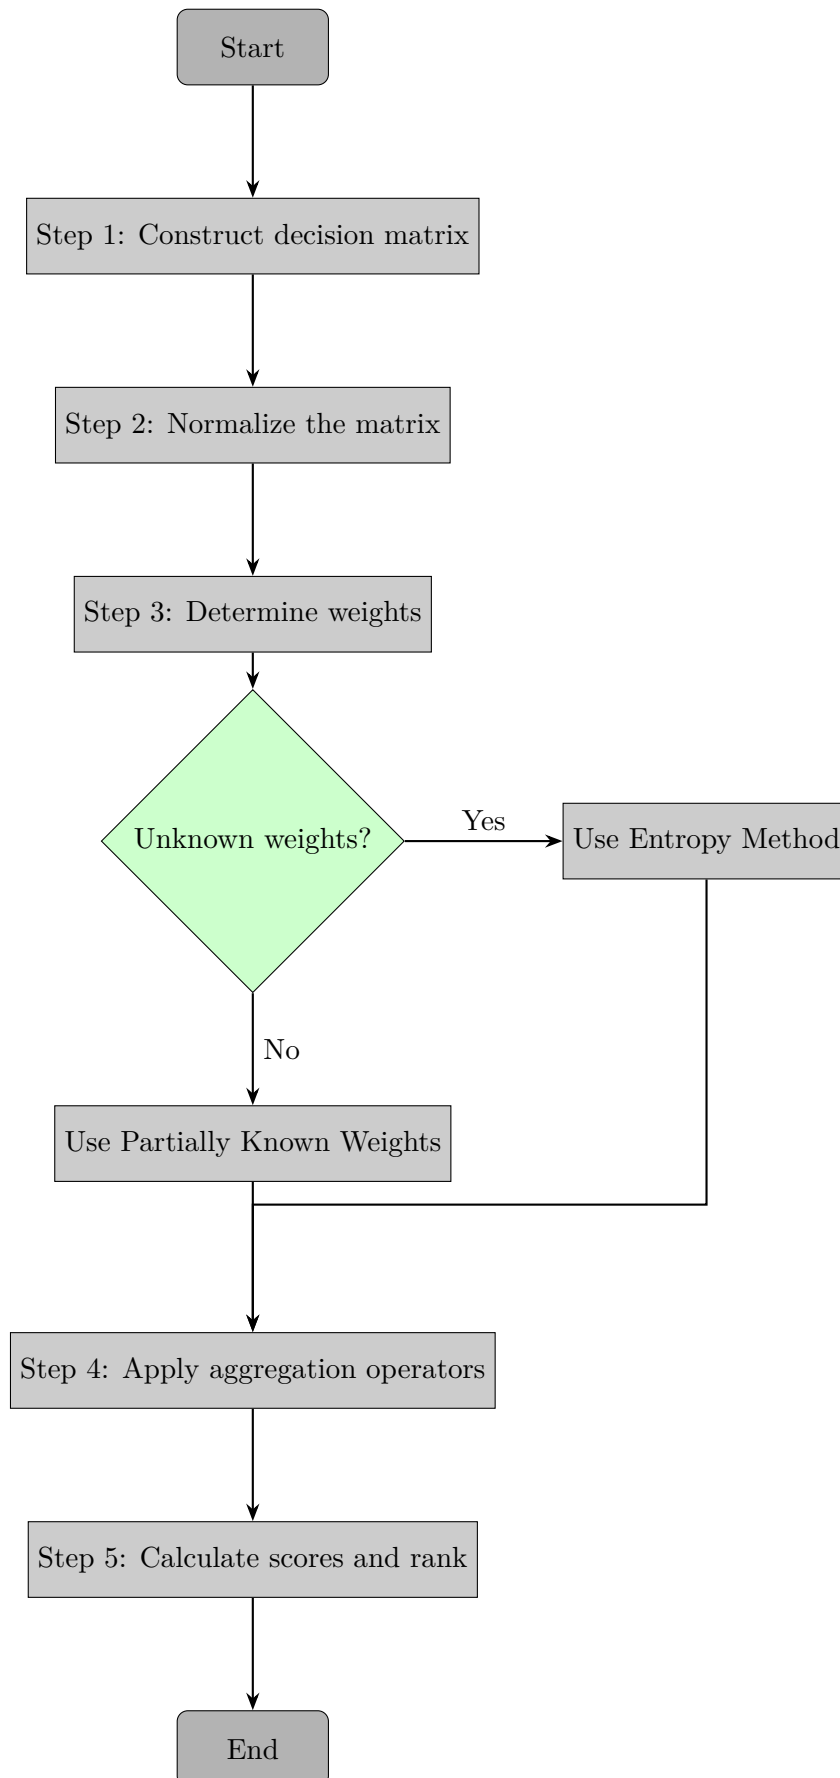 Start
Step 1: Construct decision matrix
Step 2: Normalize the matrix
Step 3: Determine weights
Unknown weights?
Yes
Use Entropy Method
No
Use Partially Known Weights
Step 4: Apply aggregation operators
Step 5: Calculate scores and rank
End